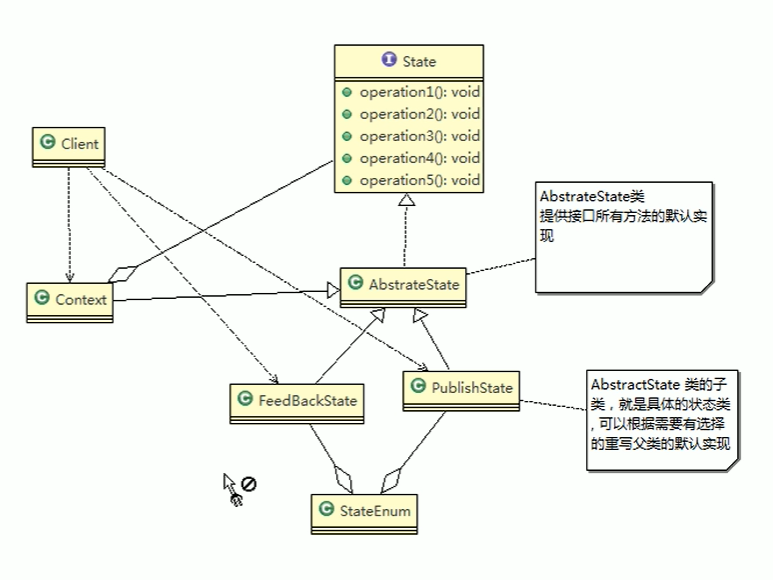 State
operation1(): void
operation2(): void
operation3(): void
operation4(): void
operation5(): void
Client
AbstrateState类
提供接口所有方法的默认实
现
AbstrateState
Context
AbstractState 类的子
类，就是具体的状态类
，可以根据需要有选择
的重写父类的默认实现
PublishState
FeedBackState
StateEnum